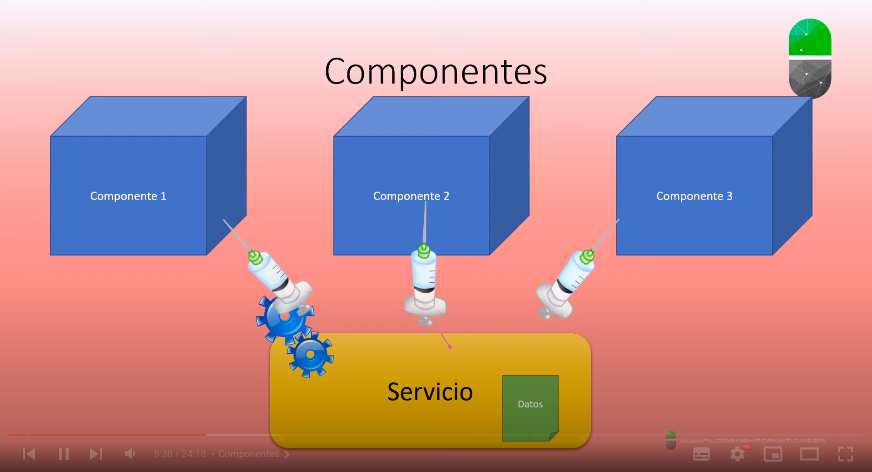 Componentes
Componente 1
Componente 2
Componente 3
Servicio
Datos
5:38 / 24:18 • Componentes